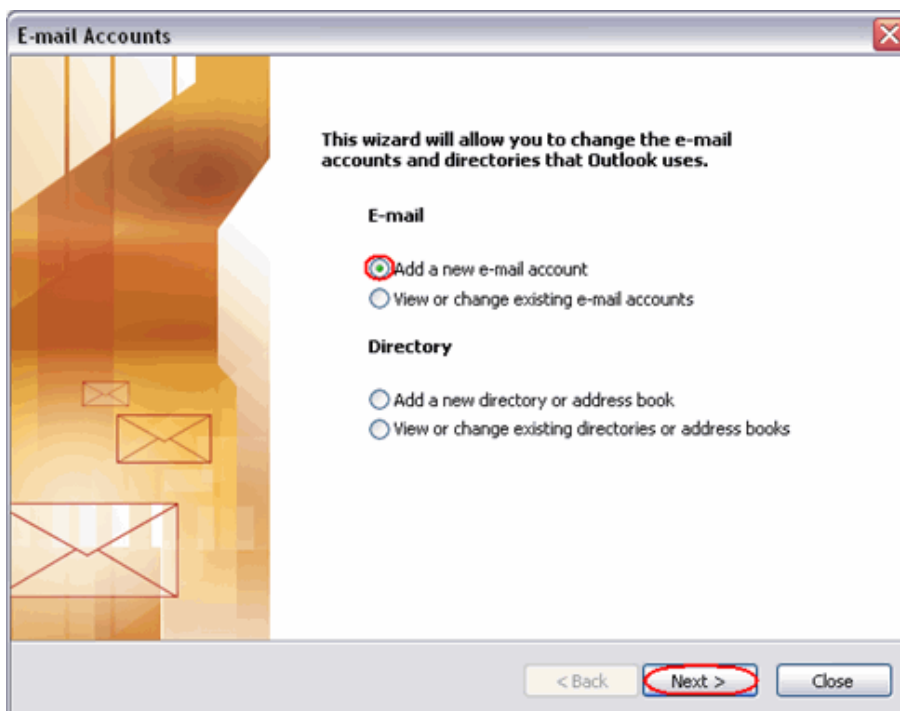 E-mail Accounts
This wizard will allow you to change the e-mail
accounts and directories that Outlook uses.
E-mail
Add a new e-mail account
View or change existing e-mail accounts
Directory
Add a new directory or address book
View or change existing directories or address books
< Back Next > Close